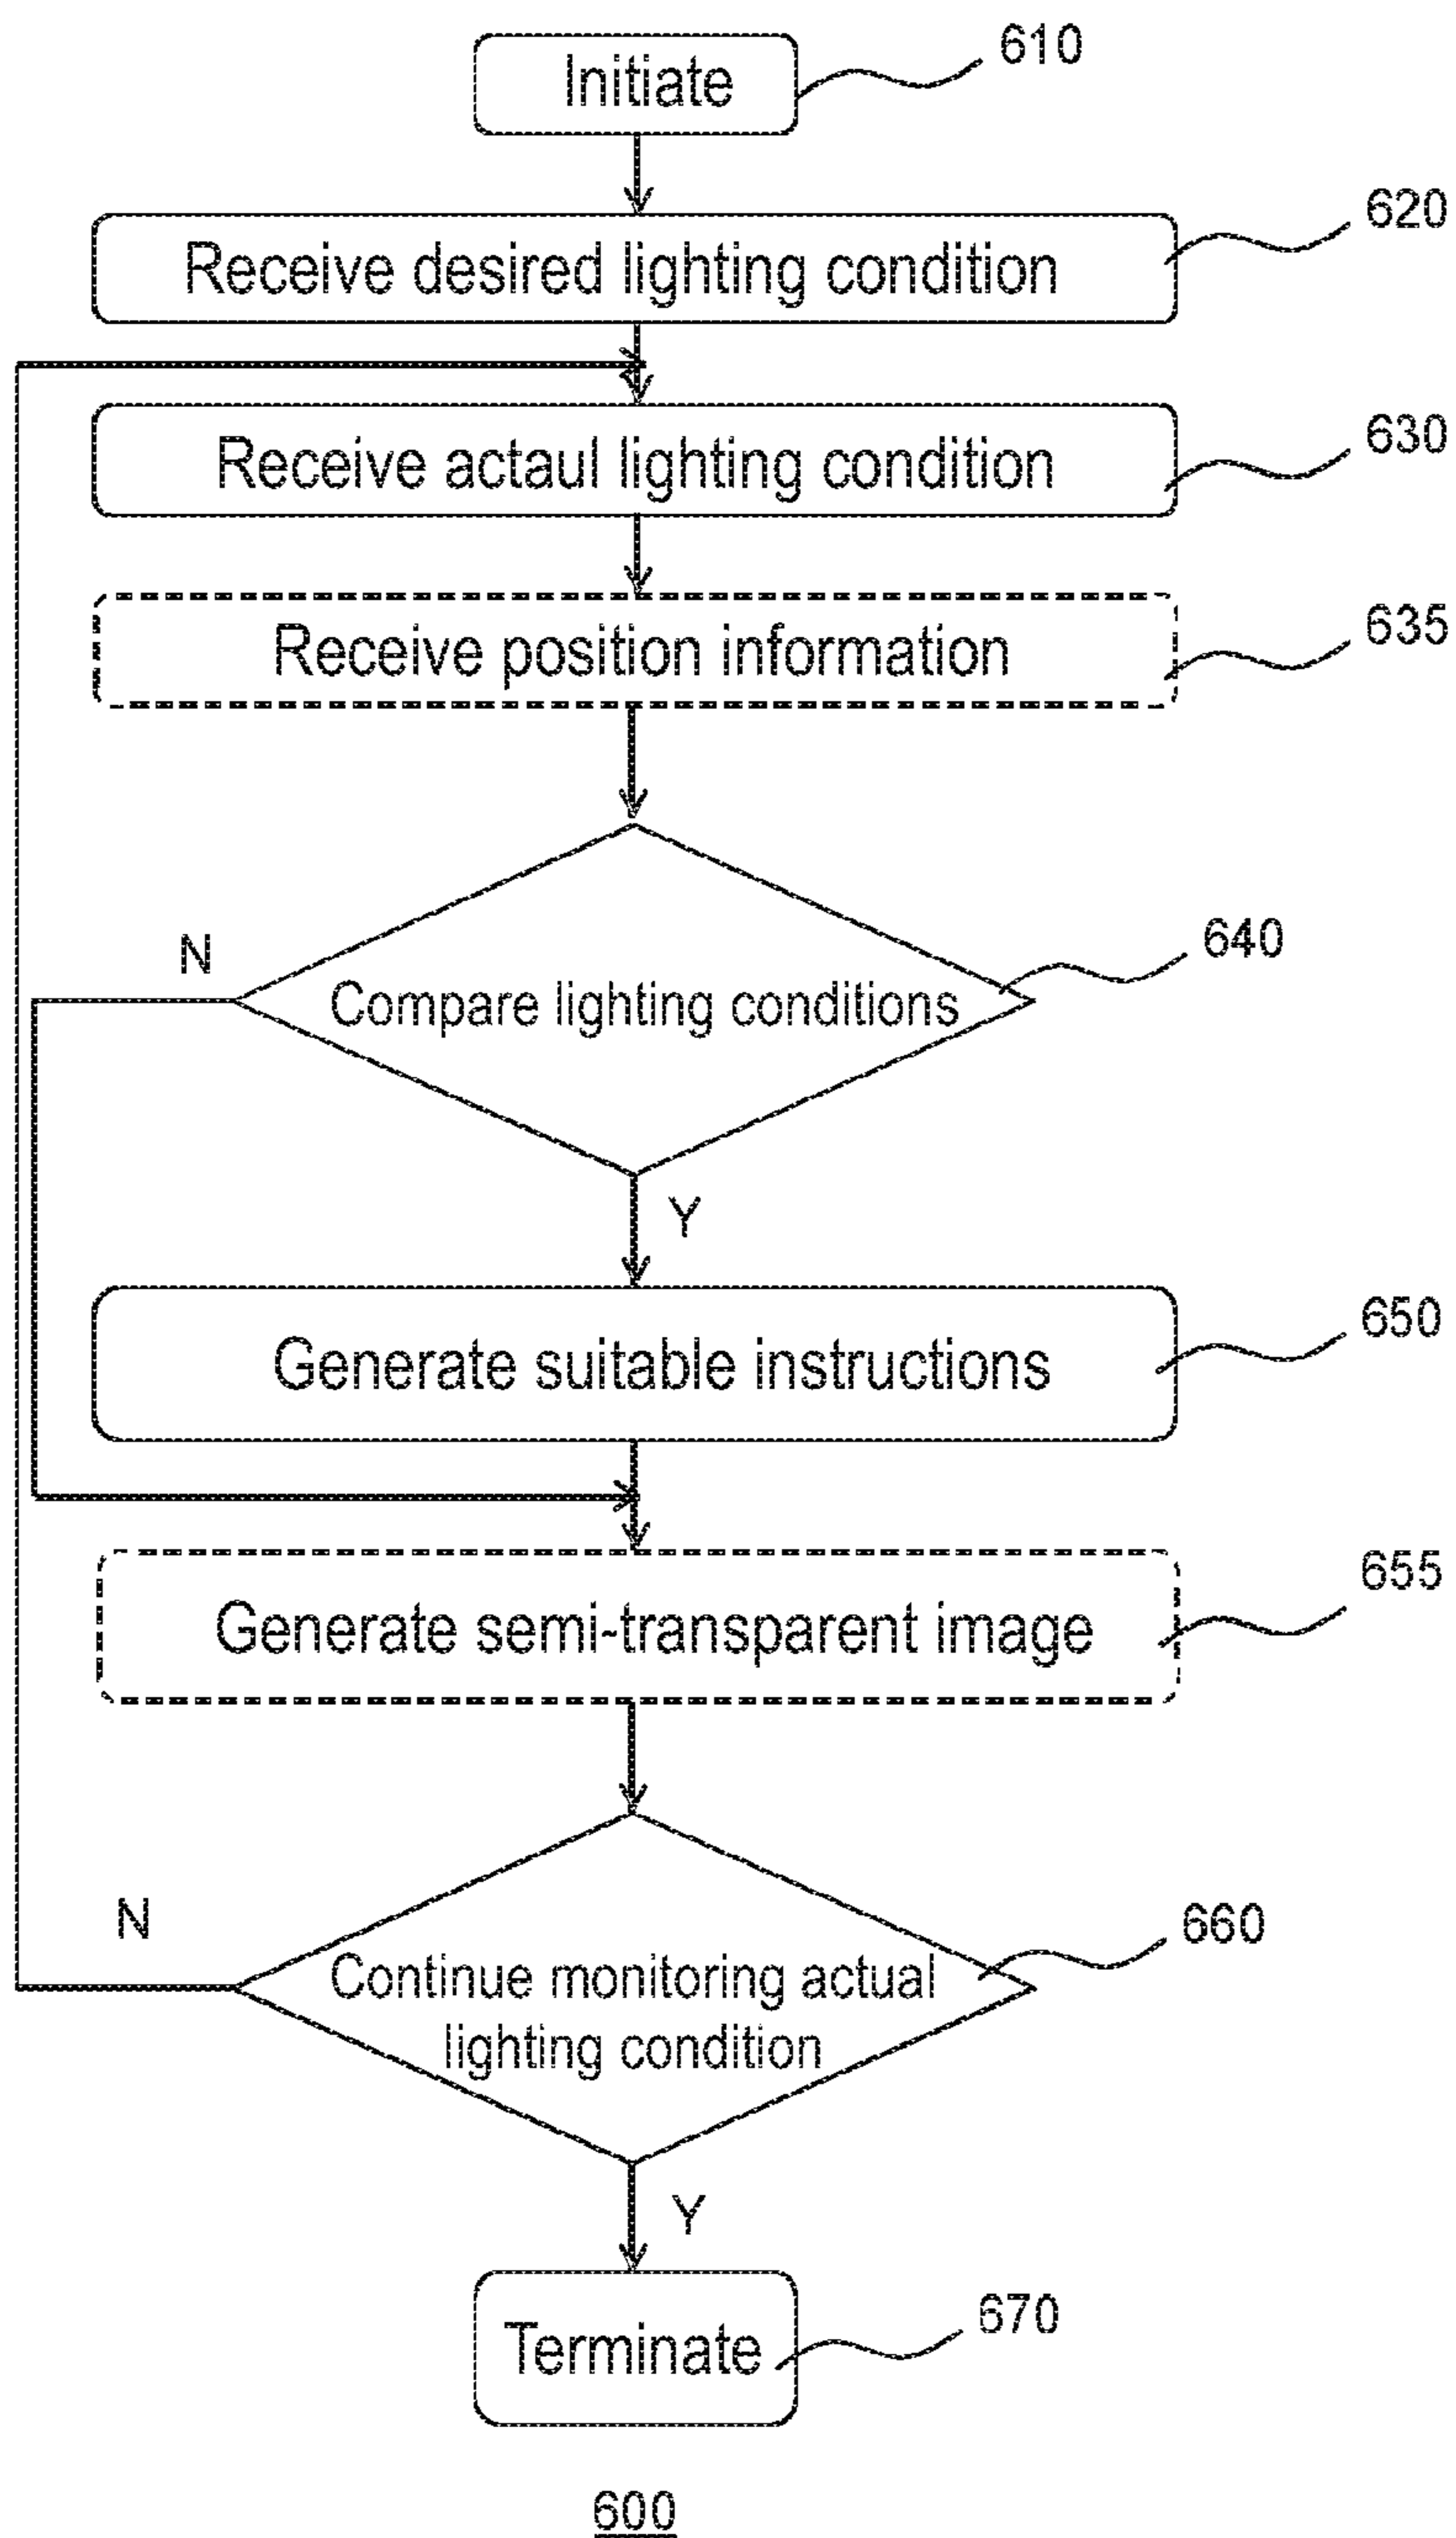 Initiate
610
Receive desired lighting condition
620
Receive actaul lighting condition
630
Receive position information
635
N
Compare lighting conditions
640
Y
Generate suitable instructions
650
Generate semi-transparent image
655
N
Continue monitoring actual
lighting condition
660
Y
Terminate
670
600